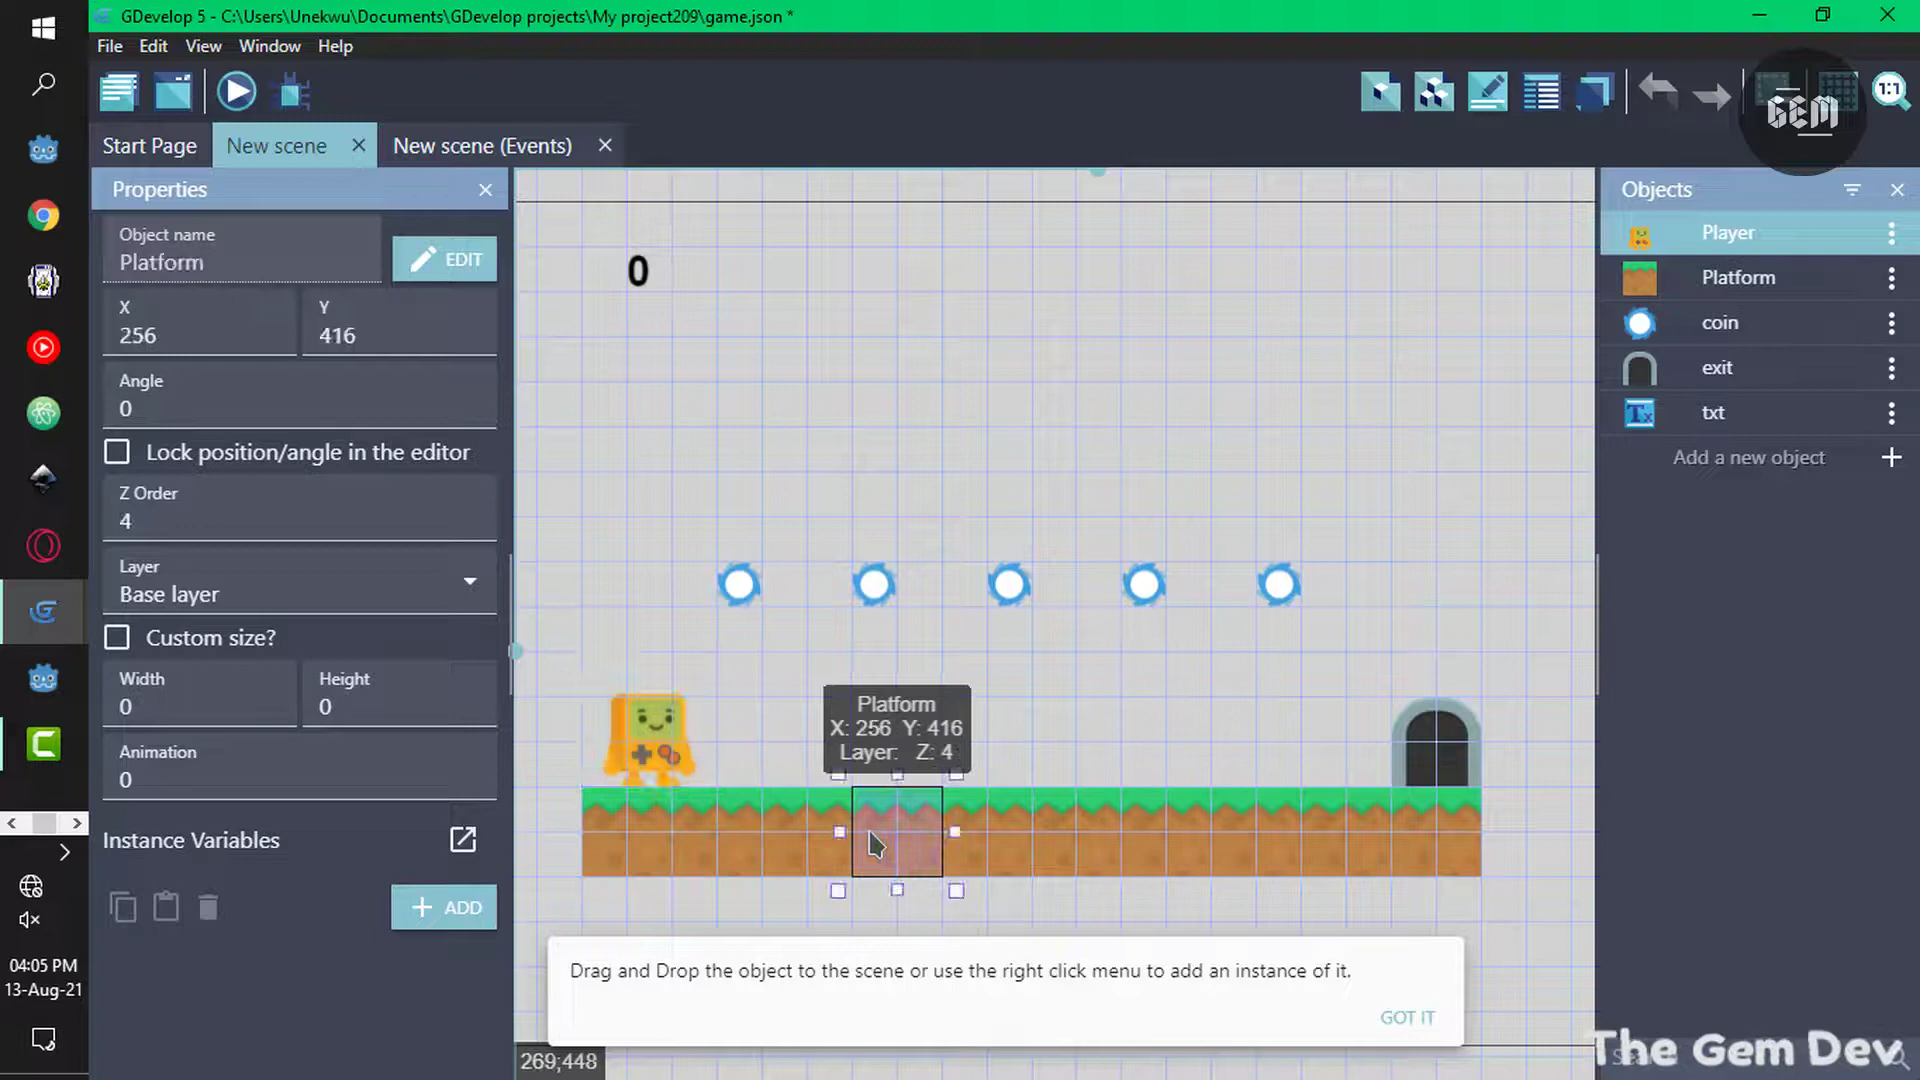 GDevelop 5 - C:\Users\Unekwu\Documents\GDevelop projects\My project209\game.json *
File Edit View Window Help
1:1
GEM
Start Page New scene New scene (Events)
Properties
Objects
Object name
Platform
EDIT
X
256
Y
416
Angle
0
Lock position/angle in the editor
Z Order
4
Layer
Base layer
Custom size?
Width
0
Height
0
Animation
0
Instance Variables
ADD
0
Platform
X: 256 Y: 416
Layer: Z: 4
Player
Platform
coin
exit
Tx txt
Add a new object
Drag and Drop the object to the scene or use the right click menu to add an instance of it.
GOT IT
269;448
04:05 PM
13-Aug-21
The Gem Dev